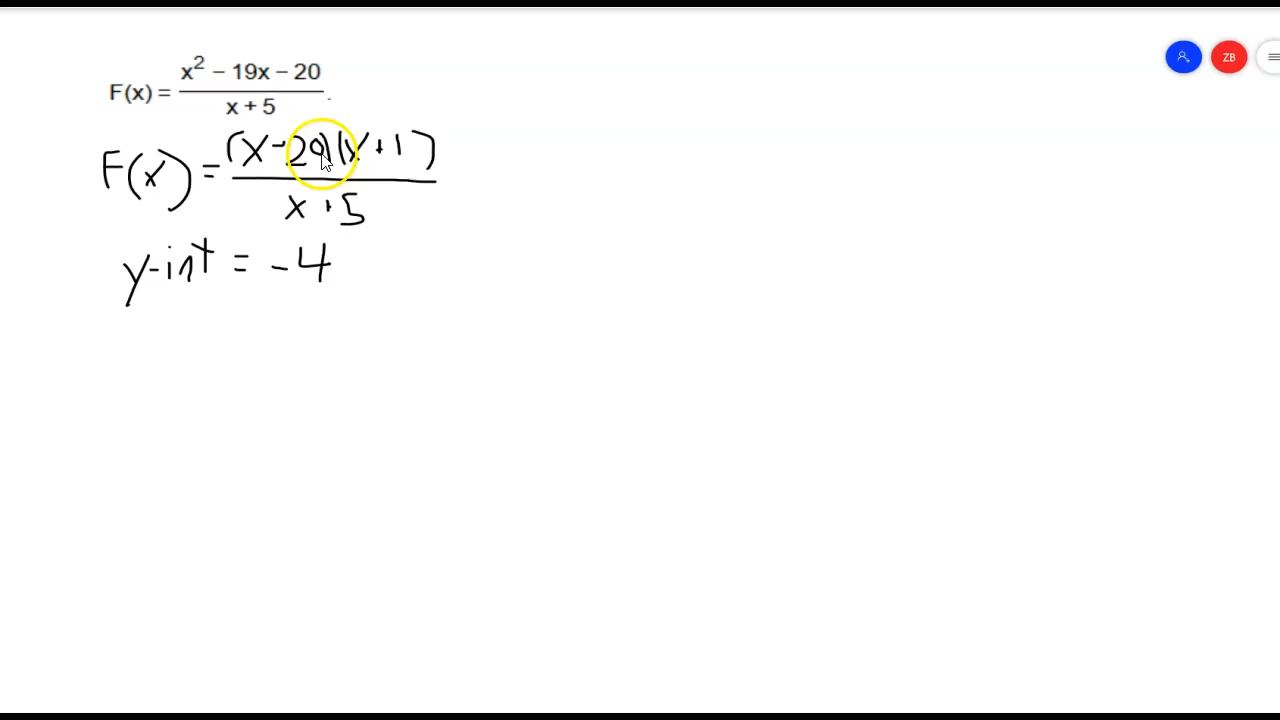 ZB
F(x) = x² – 19x – 20 / x + 5 .
F(x) = (x-20)(x+1) / x+5
y-int = -4